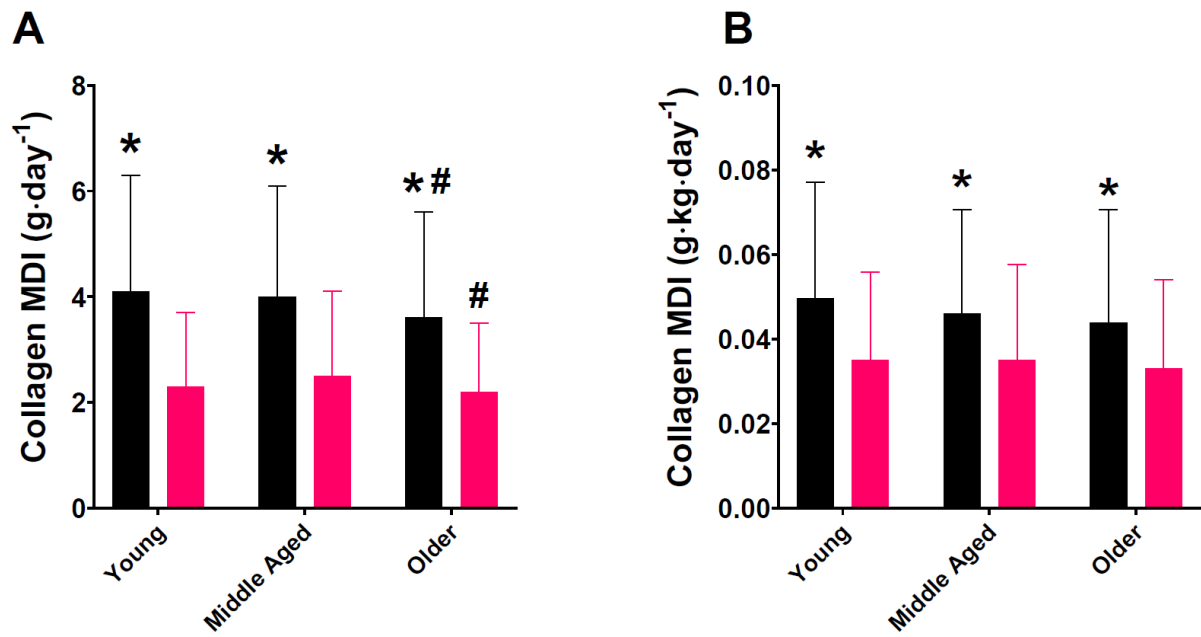 A
Collagen MDI (g·day⁻¹)
8
6
4
2
0
*
*
*#
#
Young
Middle Aged
Older
B
Collagen MDI (g·kg·day⁻¹)
0.10
0.08
0.06
0.04
0.02
0.00
*
*
*
Young
Middle Aged
Older